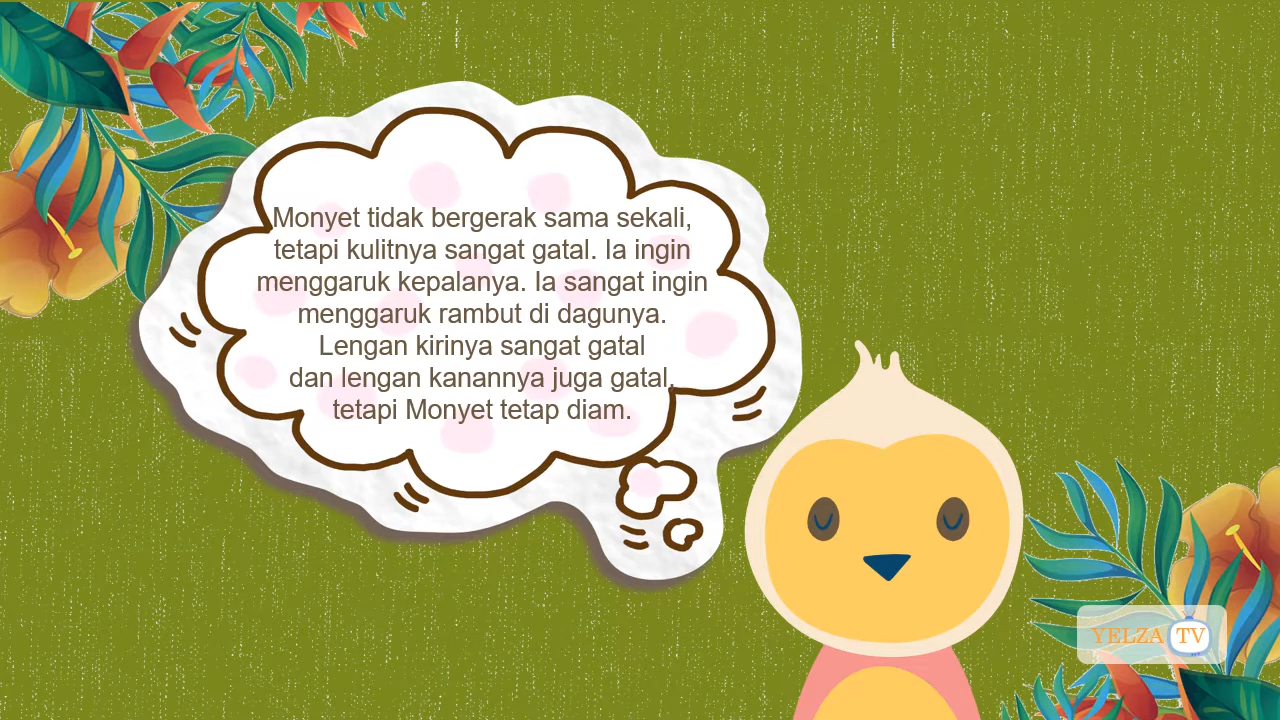 Monyet tidak bergerak sama sekali,
tetapi kulitnya sangat gatal. Ia ingin
menggaruk kepalanya. Ia sangat ingin
menggaruk rambut di dagunya.
Lengan kirinya sangat gatal
dan lengan kanannya juga gatal,
tetapi Monyet tetap diam.
YELZA TV